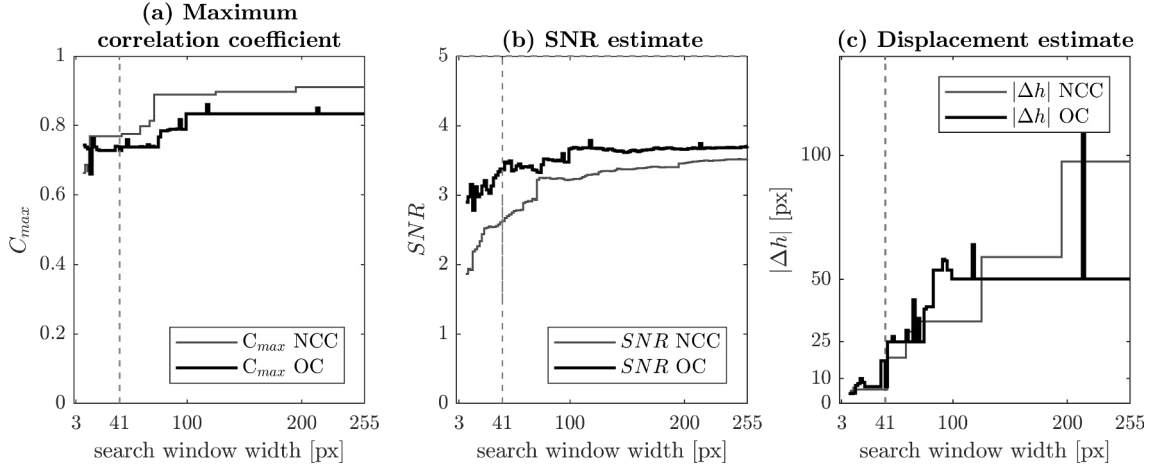 (a) Maximum
correlation coefficient
1
0.8
0.6
0.4
0.2
0
C_max
C_max NCC
C_max OC
3 41 100 200 255
search window width [px]
(b) SNR estimate
5
4
3
2
1
0
SNR
SNR NCC
SNR OC
3 41 100 200 255
search window width [px]
(c) Displacement estimate
|Δh| NCC
|Δh| OC
100
50
25
10
0
|Δh| [px]
3 41 100 200 255
search window width [px]